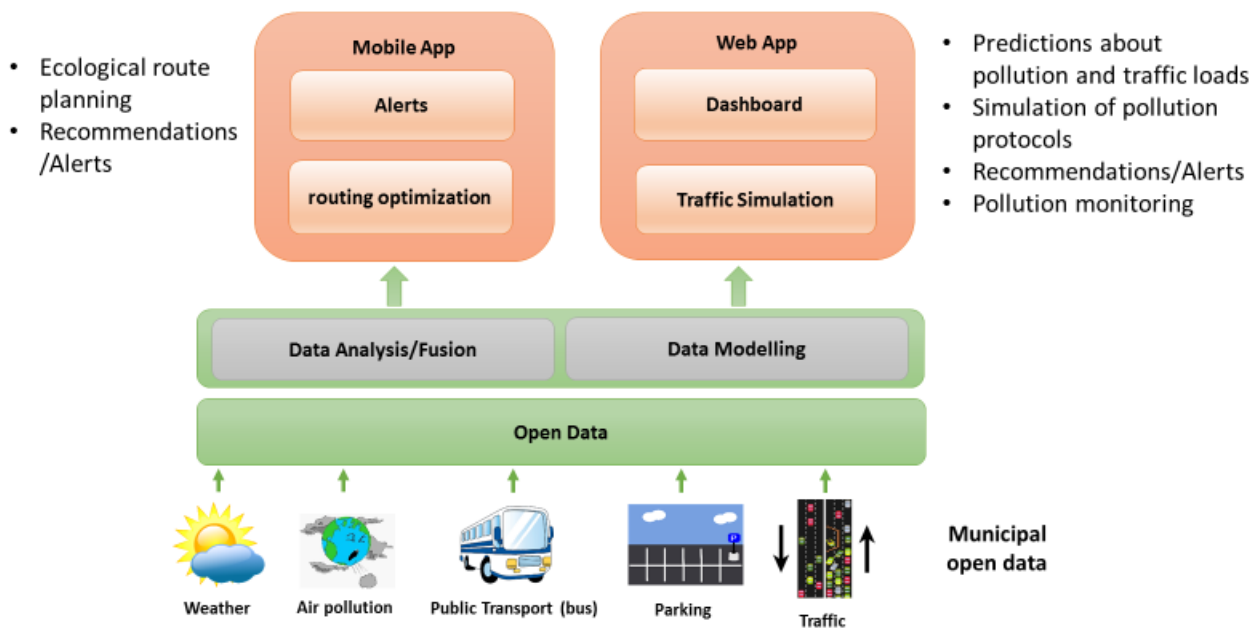 Mobile App
Web App
• Ecological route
planning
• Recommendations
/Alerts
Alerts
routing optimization
Dashboard
Traffic Simulation
• Predictions about
pollution and traffic loads
• Simulation of pollution
protocols
• Recommendations/Alerts
• Pollution monitoring
Data Analysis/Fusion
Data Modelling
Open Data
P
Weather
Air pollution
Public Transport (bus)
Parking
Traffic
Municipal
open data